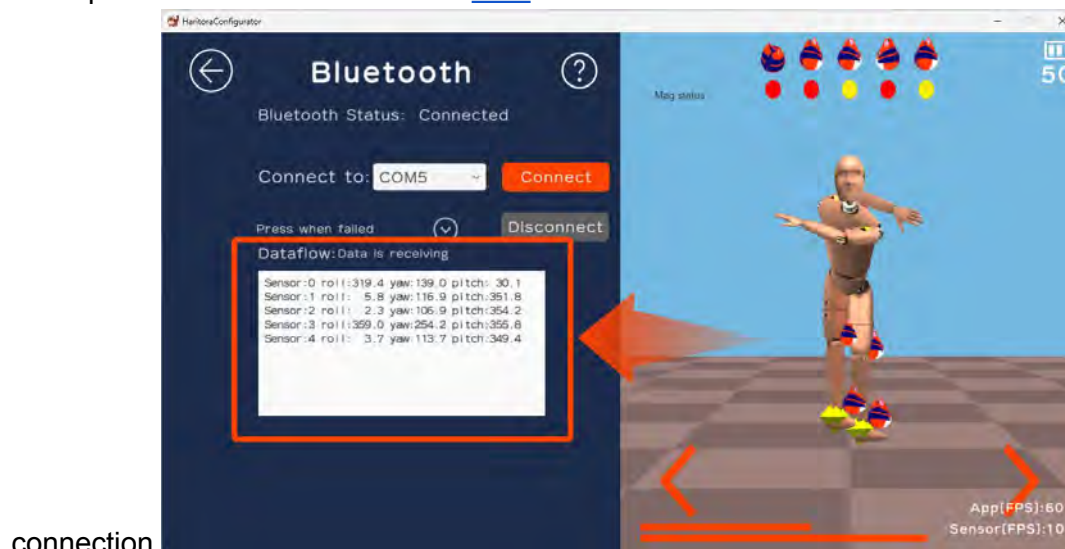 HaritoraConfigurator
Bluetooth
Bluetooth Status: Connected
Connect to: COM5 Connect
Press when failed Disconnect
Dataflow:Data is receiving
Sensor:0 roll:319.4 yaw:139.0 pitch: 30.1
Sensor:1 roll: 5.8 yaw:116.9 pitch:351.8
Sensor:2 roll: 2.3 yaw:106.9 pitch:354.2
Sensor:3 roll:359.0 yaw:254.2 pitch:355.8
Sensor:4 roll: 3.7 yaw:113.7 pitch:349.4
Mag status
App(FPS):60
Sensor(FPS):10
connection